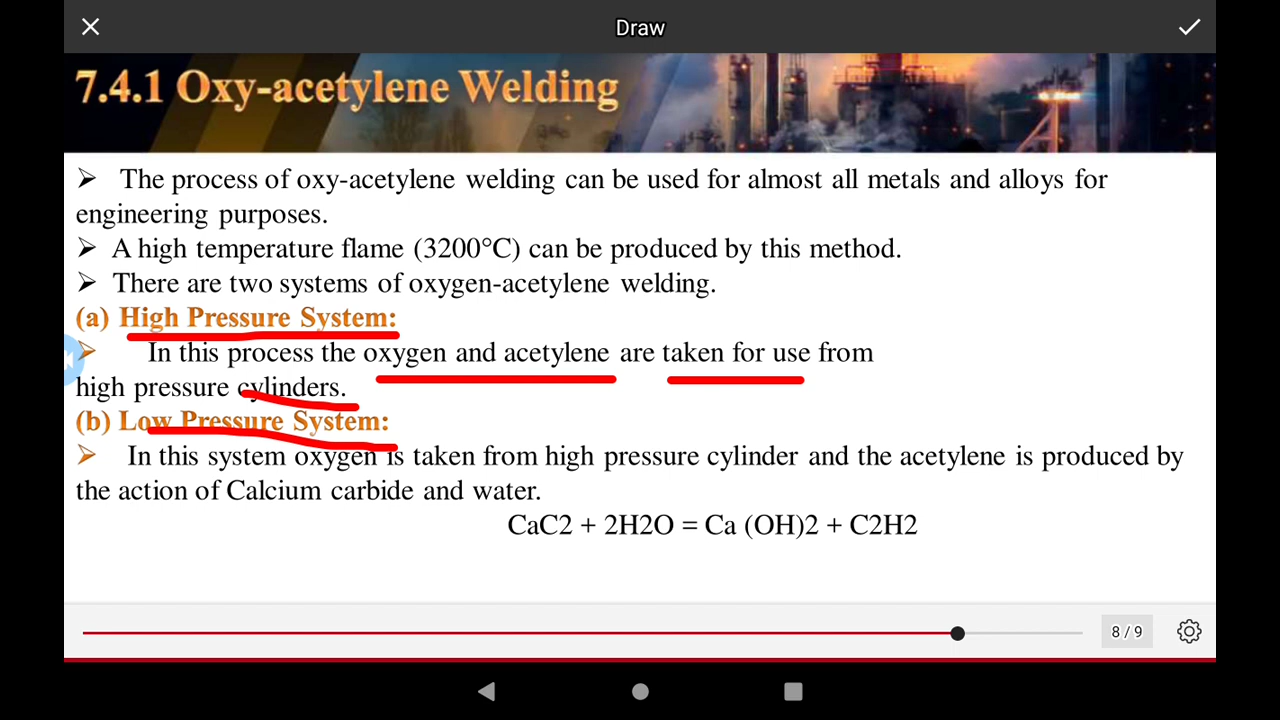 Draw
7.4.1 Oxy-acetylene Welding
➢ The process of oxy-acetylene welding can be used for almost all metals and alloys for
engineering purposes.
➢ A high temperature flame (3200°C) can be produced by this method.
➢ There are two systems of oxygen-acetylene welding.
(a) High Pressure System:
➢ In this process the oxygen and acetylene are taken for use from
high pressure cylinders.
(b) Low Pressure System:
➢ In this system oxygen is taken from high pressure cylinder and the acetylene is produced by
the action of Calcium carbide and water.
CaC2 + 2H2O = Ca (OH)2 + C2H2
8 / 9